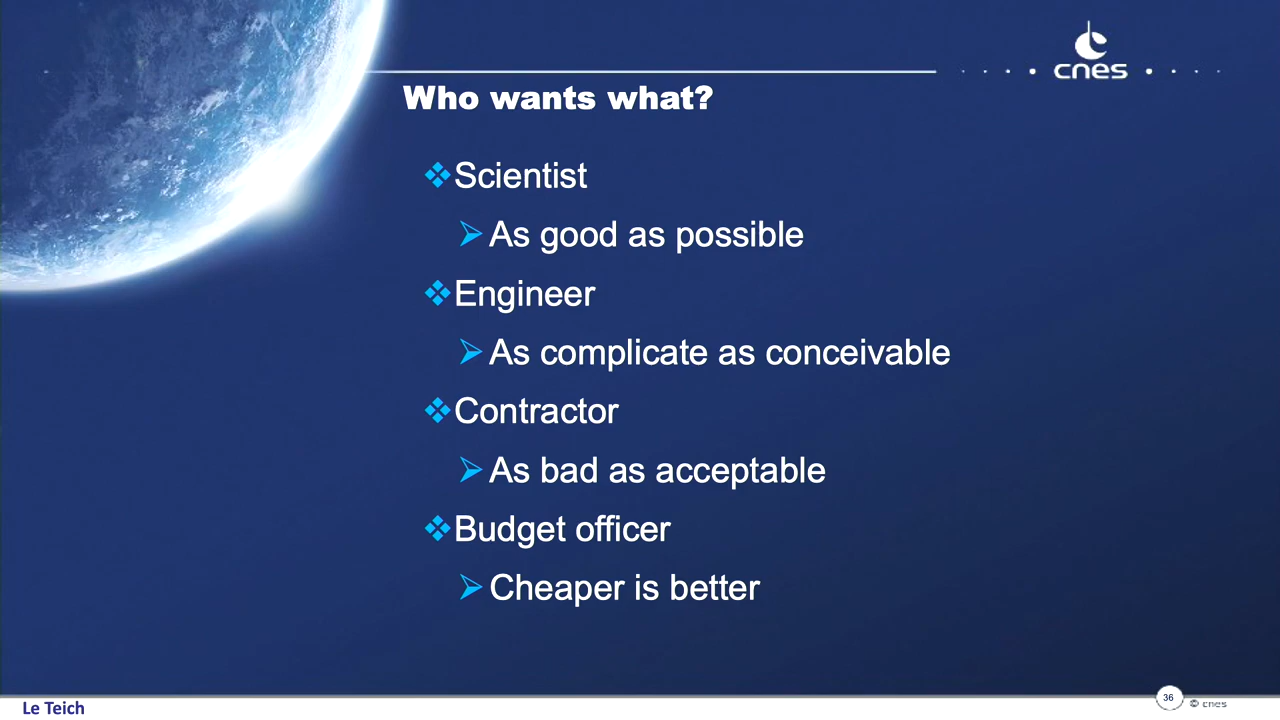 cnes
Who wants what?
Scientist
As good as possible
Engineer
As complicate as conceivable
Contractor
As bad as acceptable
Budget officer
Cheaper is better
Le Teich
36
© cnes